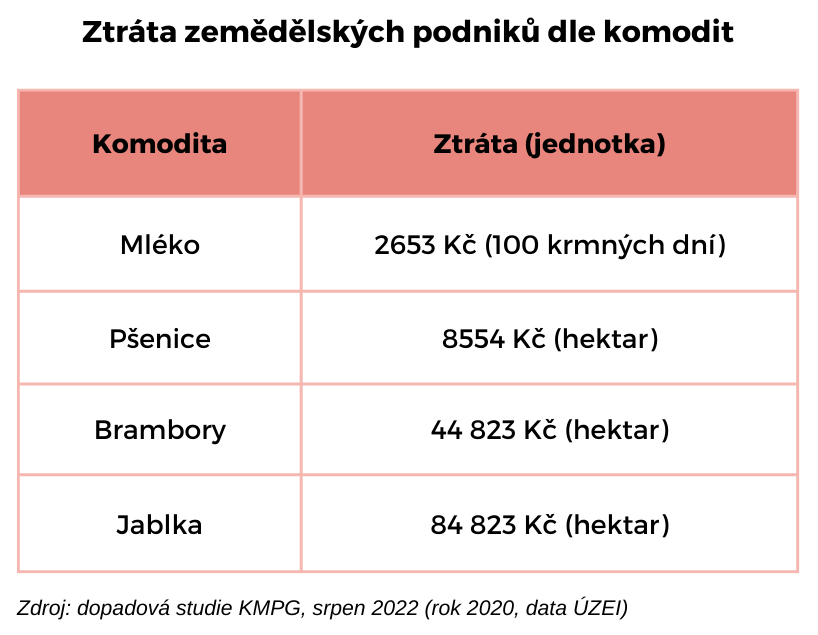 Ztráta zemědělských podniků dle komodit
Komodita
Ztráta (jednotka)
Mléko
2653 Kč (100 krmných dní)
Pšenice
8554 Kč (hektar)
Brambory
44 823 Kč (hektar)
Jablka
84 823 Kč (hektar)
Zdroj: dopadová studie KMPG, srpen 2022 (rok 2020, data ÚZEI)